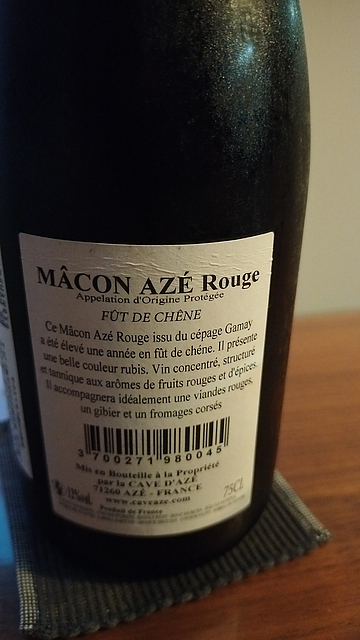 MÂCON AZÉ Rouge
Appelation d'Origine Protégée
FÛT DE CHÊNE
Ce Mâcon Azé Rouge issu du cépage Gamay
a été élevé une année en fût de chéne. Il présente
une belle couleur rubis. Vin concentré, structuré
et tannique aux arômes de fruits rouges et d'épices.
Il accompagnera idéalement une viandes rouges,
un gibier et un fromages corsés
3 700271 980045
Mis en Bouteille à la Propriété
par la CAVE D'AZÉ
71260 AZÉ - FRANCE
www.caveaze.com
75CL
Produit de France